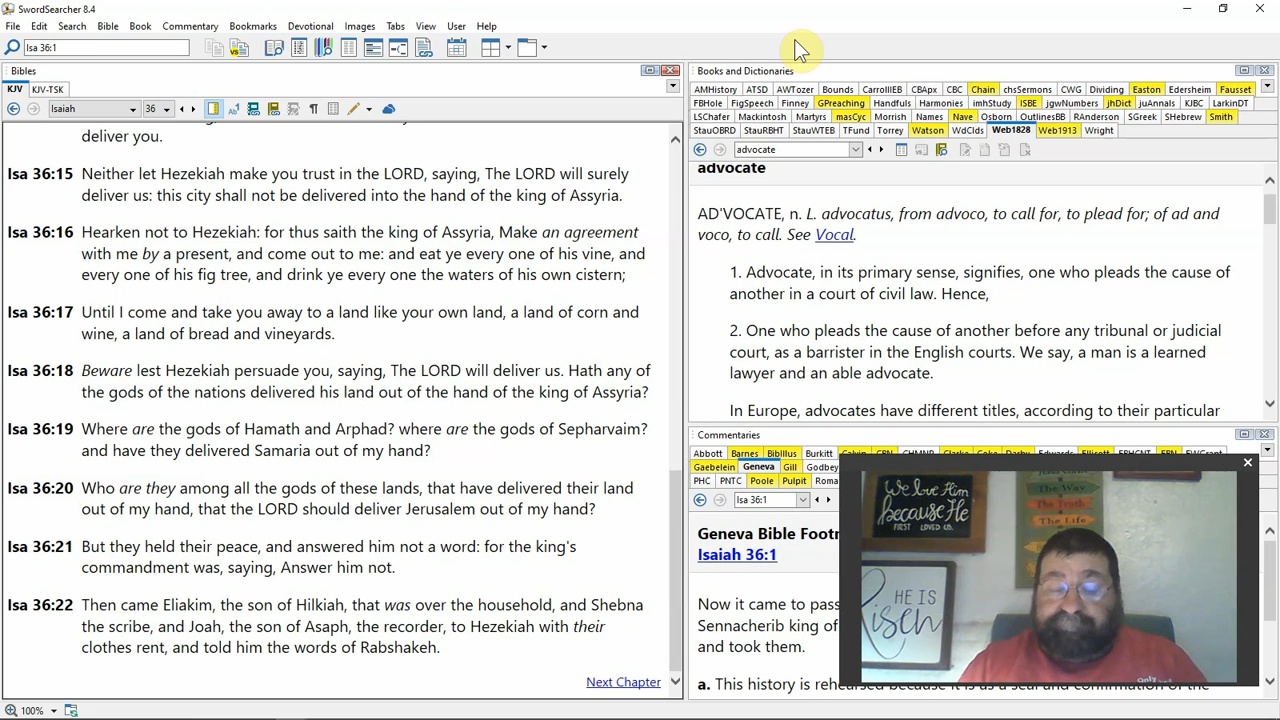 SwordSearcher 8.4
File Edit Search Bible Book Commentary Bookmarks Devotional Images Tabs View User Help
Isa 36:1
Bibles
KJV KJV-TSK
Isaiah 36
deliver you.
Isa 36:15 Neither let Hezekiah make you trust in the LORD, saying, The LORD will surely
deliver us: this city shall not be delivered into the hand of the king of Assyria.
Isa 36:16 Hearken not to Hezekiah: for thus saith the king of Assyria, Make an agreement
with me by a present, and come out to me: and eat ye every one of his vine, and
every one of his fig tree, and drink ye every one the waters of his own cistern;
Isa 36:17 Until I come and take you away to a land like your own land, a land of corn and
wine, a land of bread and vineyards.
Isa 36:18 Beware lest Hezekiah persuade you, saying, The LORD will deliver us. Hath any of
the gods of the nations delivered his land out of the hand of the king of Assyria?
Isa 36:19 Where are the gods of Hamath and Arphad? where are the gods of Sepharvaim?
and have they delivered Samaria out of my hand?
Isa 36:20 Who are they among all the gods of these lands, that have delivered their land
out of my hand, that the LORD should deliver Jerusalem out of my hand?
Isa 36:21 But they held their peace, and answered him not a word: for the king's
commandment was, saying, Answer him not.
Isa 36:22 Then came Eliakim, the son of Hilkiah, that was over the household, and Shebna
the scribe, and Joah, the son of Asaph, the recorder, to Hezekiah with their
clothes rent, and told him the words of Rabshakeh.
Next Chapter
100%
Books and Dictionaries
AMHistory ATSD AWTozer Bounds CarrollIEB CBApx CBC Chain chsSermons CWG Dividing Easton Edersheim Fausset
FBHole FigSpeech Finney GPreaching Handfuls Harmonies imhStudy ISBE jgwNumbers jhDict juAnnals KJBC LarkinDT
LSChafer Mackintosh Martyrs masCyc Morrish Names Nave Osborn OutlinesBB RAnderson SGreek SHebrew Smith
StauOBRD StauRBHT StauWTEB TFund Torrey Watson WdClds Web1828 Web1913 Wright
advocate
advocate
AD'VOCATE, n. L. advocatus, from advoco, to call for, to plead for; of ad and
voco, to call. See Vocal.
1. Advocate, in its primary sense, signifies, one who pleads the cause of
another in a court of civil law. Hence,
2. One who pleads the cause of another before any tribunal or judicial
court, as a barrister in the English courts. We say, a man is a learned
lawyer and an able advocate.
In Europe, advocates have different titles, according to their particular
Commentaries
Abbott Barnes BibIllus Burkitt
Gaebelein Geneva Gill Godbey
PHC PNTC Poole Pulpit Roma
Isa 36:1
Geneva Bible Footn
Isaiah 36:1
Now it came to pass
Sennacherib king of
and took them.
a. This history is rehearsed because it is as a seal and confirmation of the
We love Him
because He
FIRST LOVED US.
The Way
The Truth
The Life
HE IS
Risen